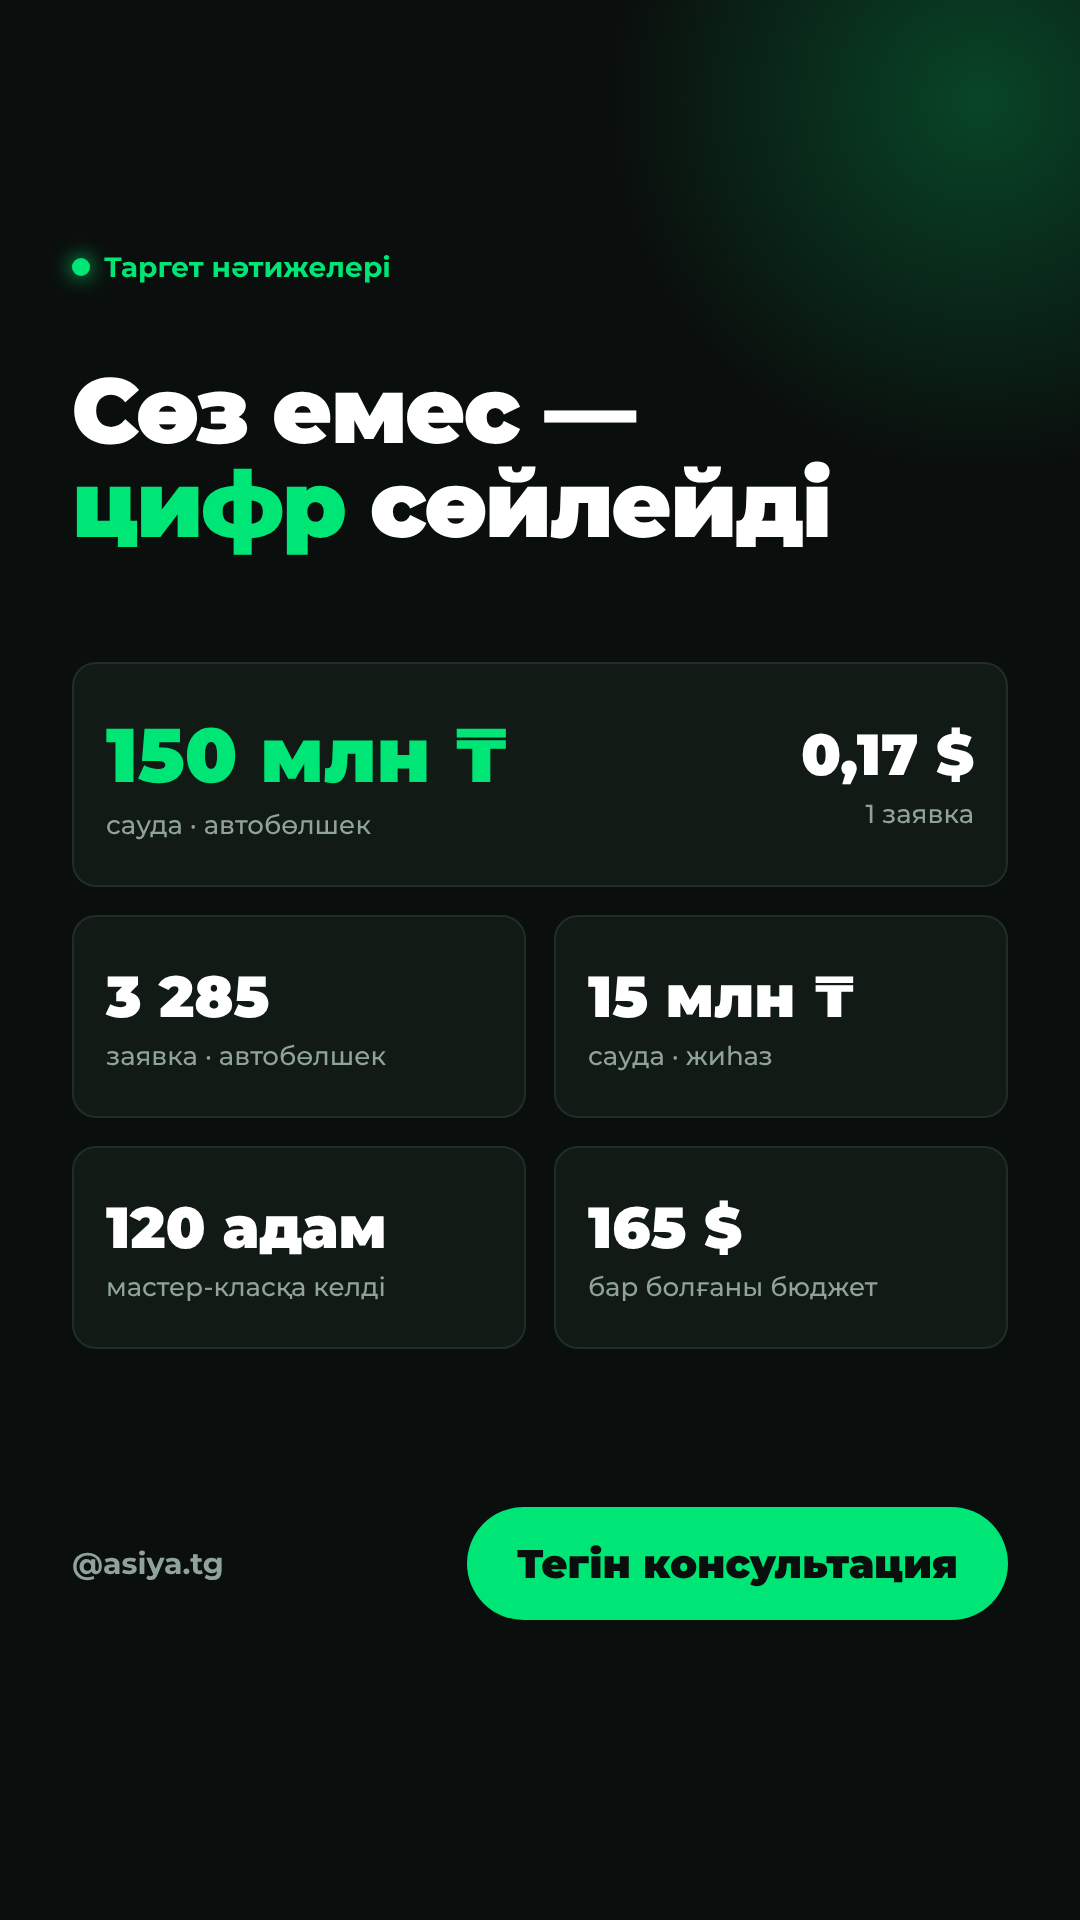 Таргет нәтижелері
Сөз емес —
цифр сөйлейді
150 млн ₸
сауда · автобөлшек
0,17 $
1 заявка
3 285
заявка · автобөлшек
15 млн ₸
сауда · жиһаз
120 адам
мастер-класқа келді
165 $
бар болғаны бюджет
@asiya.tg
Тегін консультация